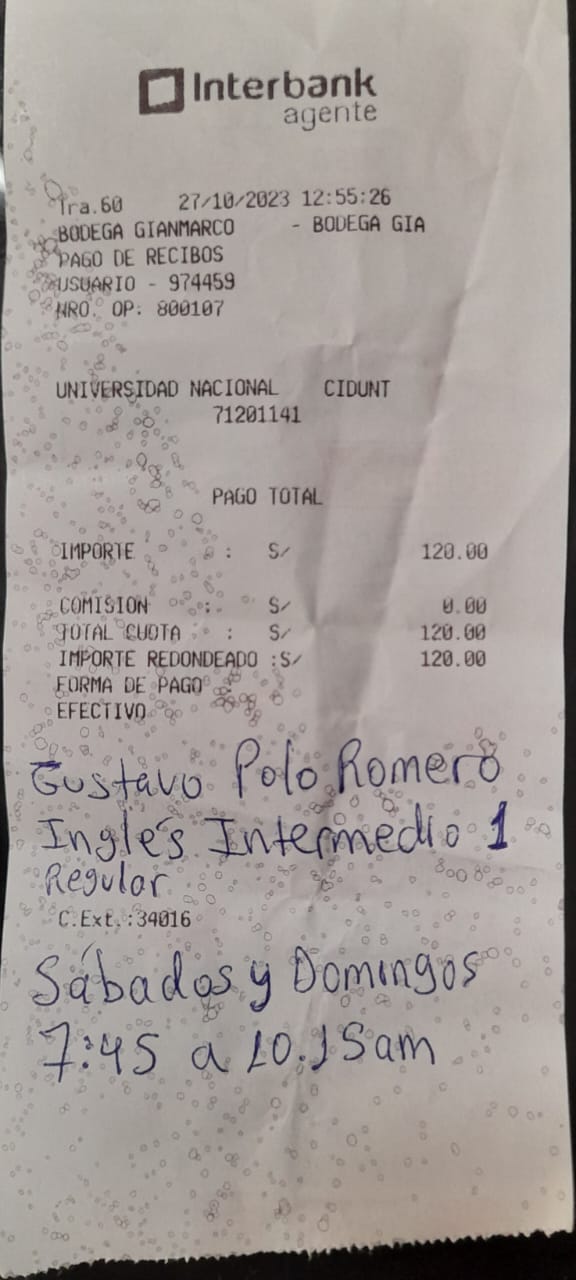 Interbank
agente
Tra.60 27/10/2023 12:55:26
BODEGA GIANMARCO - BODEGA GIA
PAGO DE RECIBOS
USUARIO - 974459
NRO. OP: 800107
UNIVERSIDAD NACIONAL CIDUNT
71201141
PAGO TOTAL
IMPORTE : S/ 120.00
COMISION : S/ 0.00
TOTAL CUOTA : S/ 120.00
IMPORTE REDONDEADO :S/ 120.00
FORMA DE PAGO :
EFECTIVO
Gustavo Polo Romero
Inglés Intermedio 1
Regular
C.Ext.:34016
Sábados y Domingos
7:45 a 10.15am